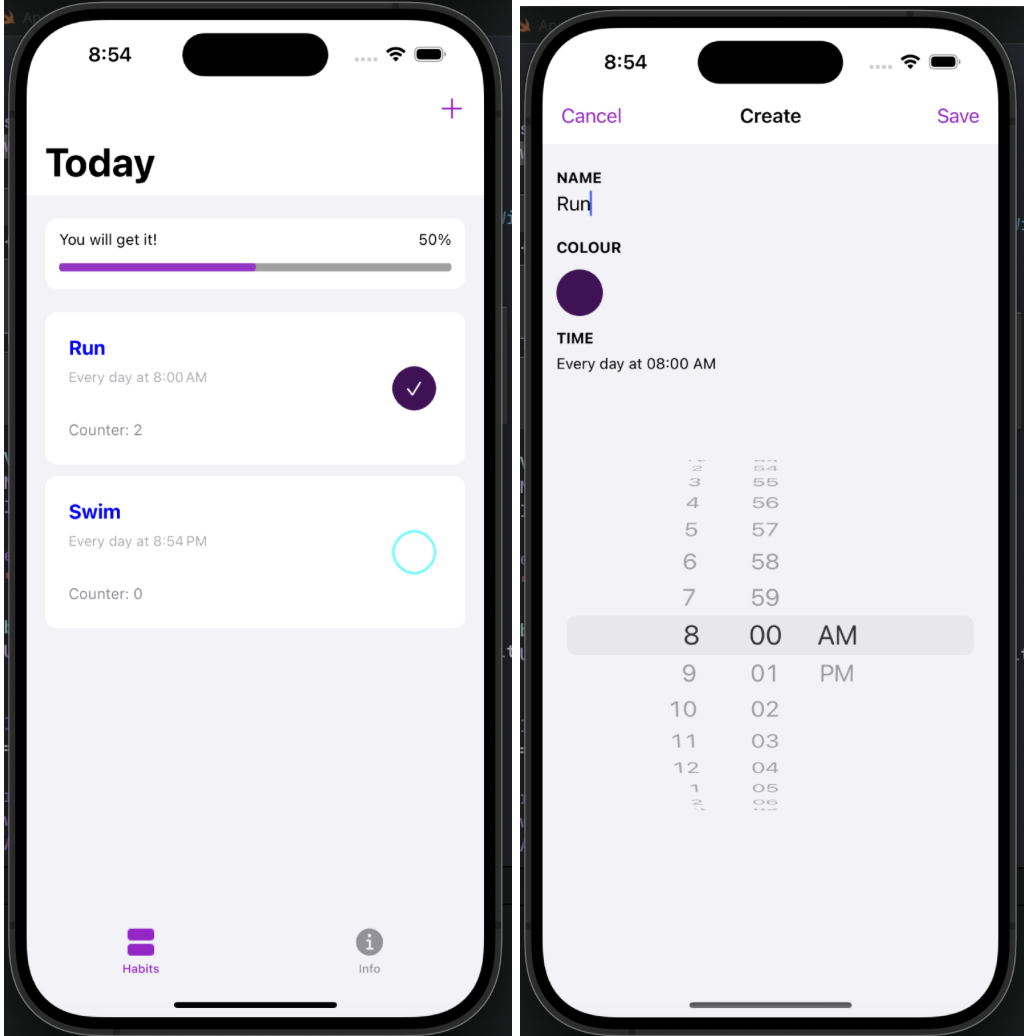 8:54
Today
You will get it! 50%
Run
Every day at 8:00 AM
Counter: 2
Swim
Every day at 8:54 PM
Counter: 0
Habits Info
8:54
Cancel Create Save
NAME
Run
COLOUR
TIME
Every day at 08:00 AM
2 54
3 55
4 56
5 57
6 58
7 59
8 00 AM
9 01 PM
10 02
11 03
12 04
1 05
2 06